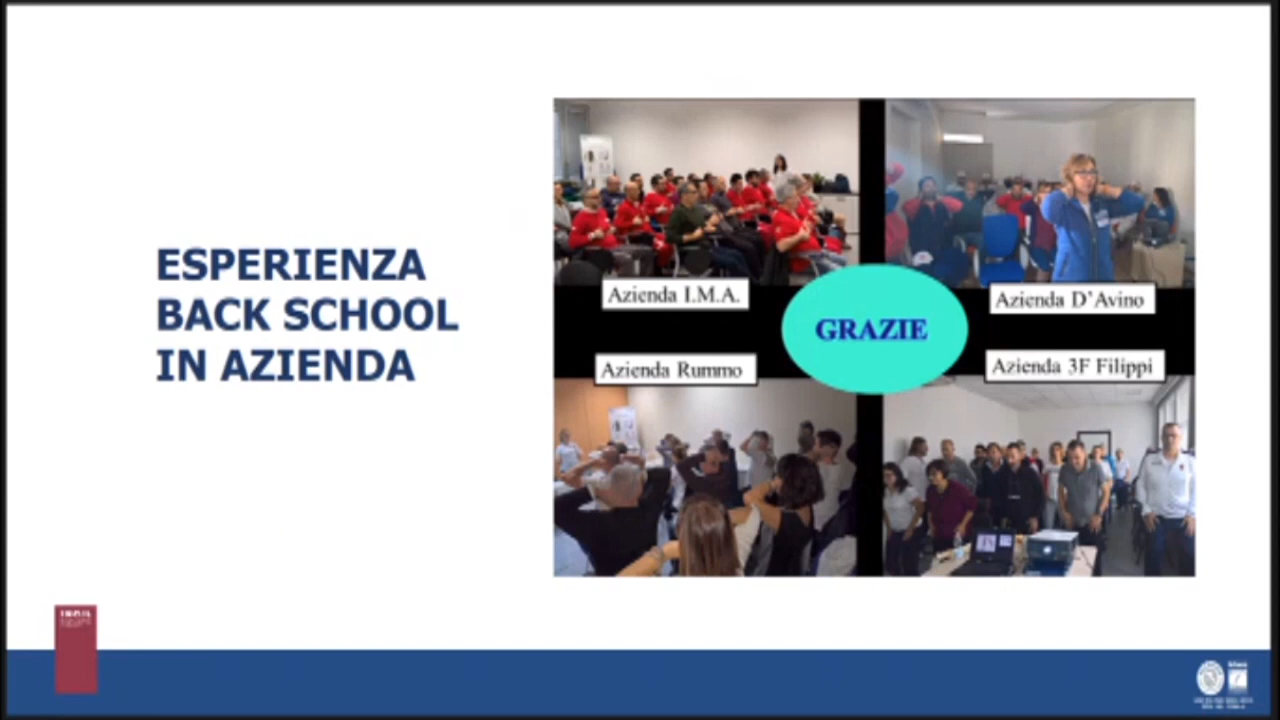 ESPERIENZA
BACK SCHOOL
IN AZIENDA
Azienda I.M.A.
Azienda D'Avino
GRAZIE
Azienda Rummo
Azienda 3F Filippi